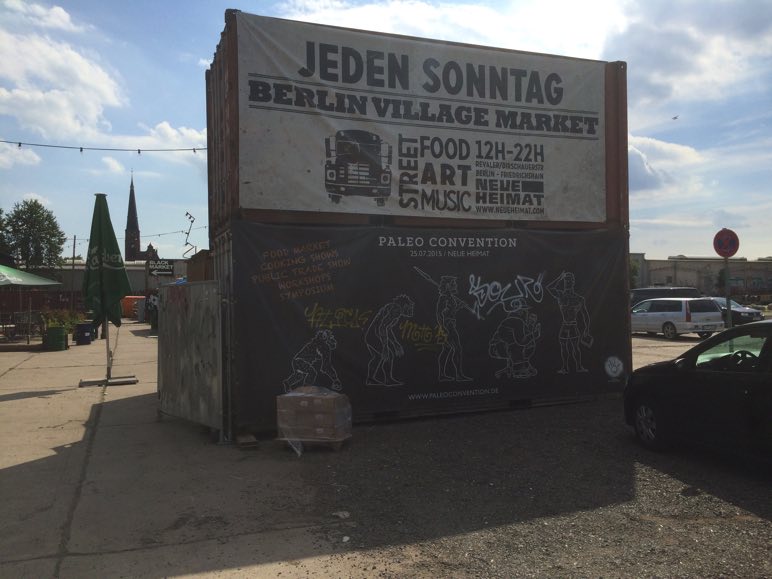 JEDEN SONNTAG
BERLIN VILLAGE MARKET
STREET
FOOD
ART
MUSIC
12H-22H
REVALER/DIRSCHAUERSTR
BERLIN - FRIEDRICHSHAIN
NEUE
HEIMAT
WWW.NEUEHEIMAT.COM
PALEO CONVENTION
25.07.2015 / NEUE HEIMAT
FOOD MARKET
COOKING SHOWS
PUBLIC TRADE SHOW
WORKSHOPS
SYMPOSIUM
WWW.PALEOCONVENTION.DE
BLACK
MARKET